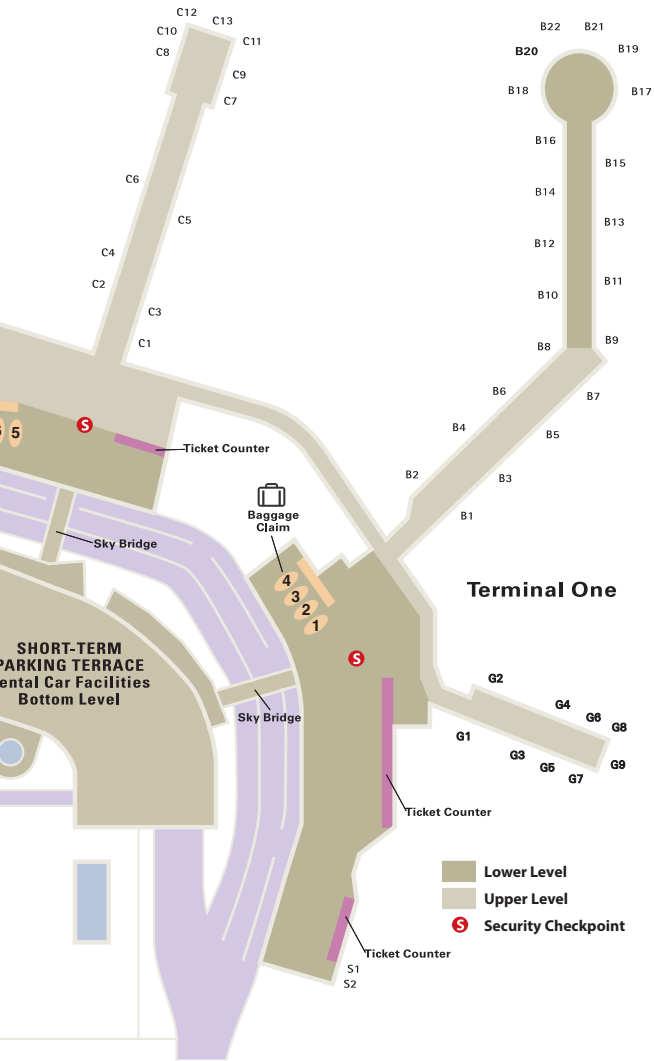 C12
C13
C10
C11
C8
C9
C7
C6
C5
C4
C2
C3
C1
B22
B21
B20
B19
B18
B17
B16
B15
B14
B13
B12
B11
B10
B9
B8
B7
B6
B5
B4
B3
B2
B1
5
S
Ticket Counter
Sky Bridge
Baggage
Claim
4
3
2
1
S
Terminal One
SHORT-TERM
PARKING TERRACE
ental Car Facilities
Bottom Level
Sky Bridge
G2
G4
G6
G8
G1
G3
G5
G7
G9
Ticket Counter
Lower Level
Upper Level
S Security Checkpoint
Ticket Counter
S1
S2